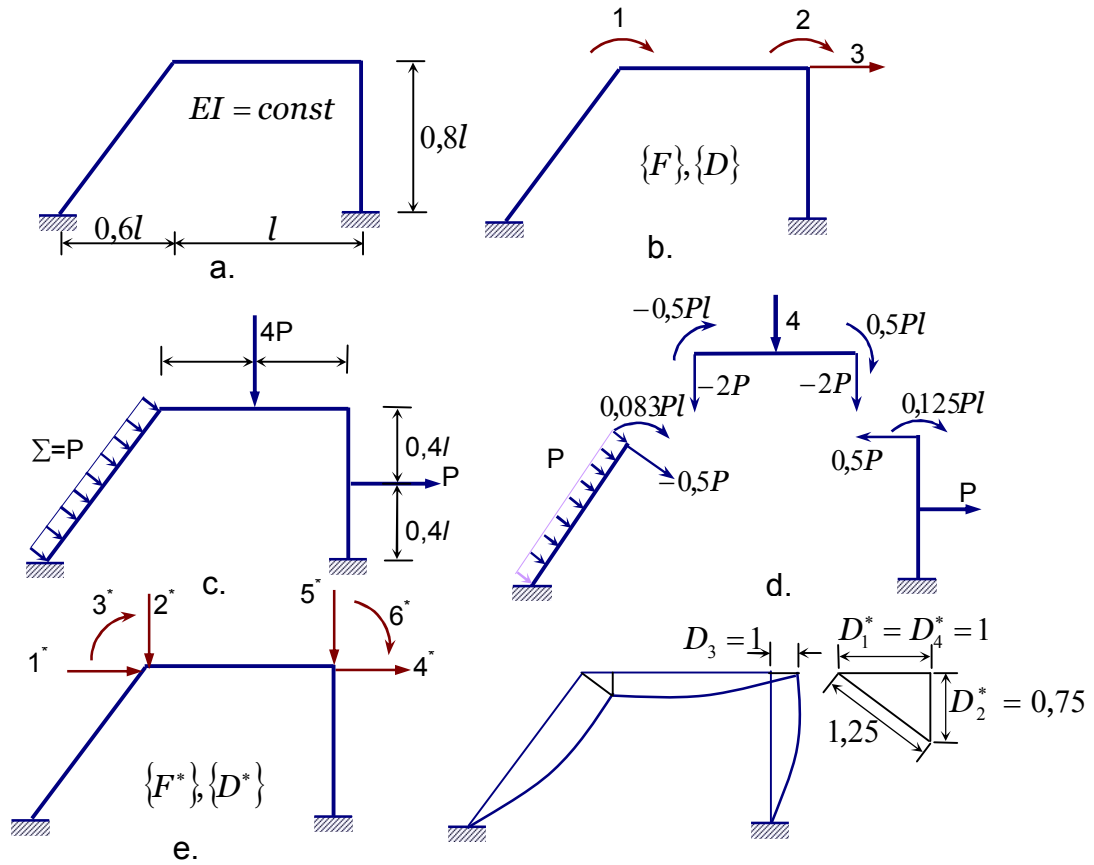 EI = const
0,8l
0,6l
l
a.
1
2
3
{F},{D}
b.
4P
Σ=P
0,4l
P
0,4l
c.
−0,5Pl
4
0,5Pl
−2P
−2P
0,083Pl
0,125Pl
P
−0,5P
0,5P
P
d.
3*
2*
5*
6*
1*
4*
{F*},{D*}
e.
D₃ = 1
D₁* = D₄* = 1
D₂* = 0,75
1,25